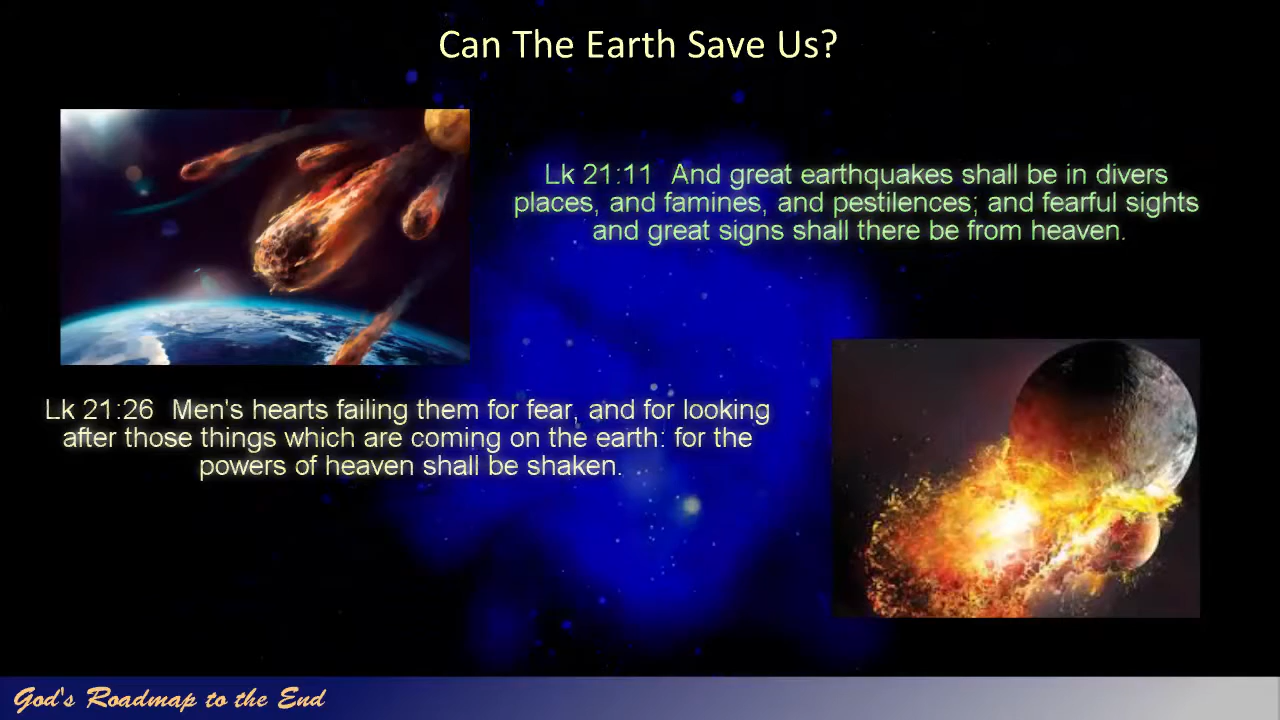 Can The Earth Save Us?
Lk 21:11  And great earthquakes shall be in divers
places, and famines, and pestilences; and fearful sights
and great signs shall there be from heaven.
Lk 21:26  Men's hearts failing them for fear, and for looking
after those things which are coming on the earth: for the
powers of heaven shall be shaken.
God's Roadmap to the End